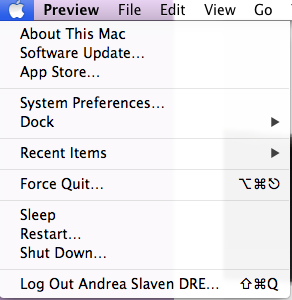 Preview File Edit View Go
About This Mac
Software Update...
App Store...
System Preferences...
Dock
Recent Items
Force Quit... ⌥⌘⎋
Sleep
Restart...
Shut Down...
Log Out Andrea Slaven DRE... ⇧⌘Q